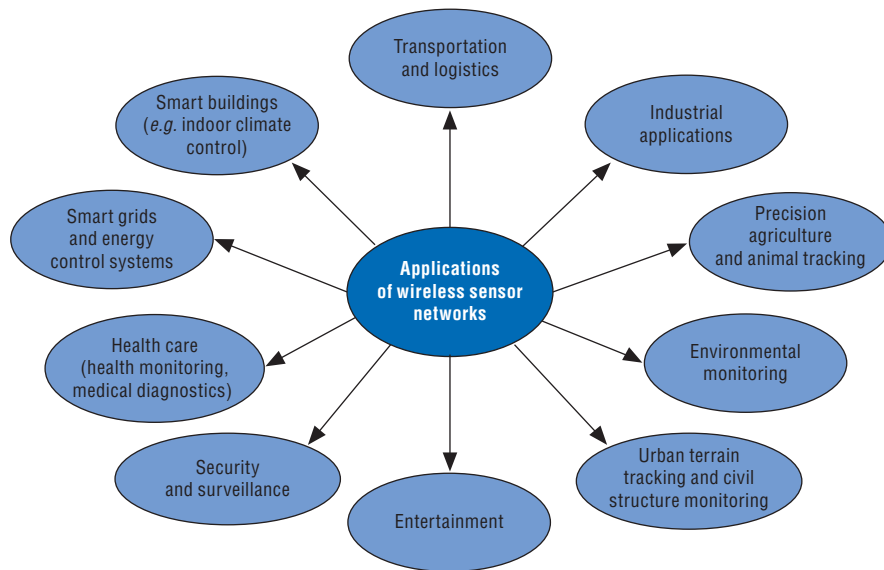 Transportation
and logistics
Smart buildings
(e.g. indoor climate
control)
Industrial
applications
Smart grids
and energy
control systems
Precision
agriculture
and animal tracking
Applications
of wireless sensor
networks
Health care
(health monitoring,
medical diagnostics)
Environmental
monitoring
Security
and surveillance
Urban terrain
tracking and civil
structure monitoring
Entertainment